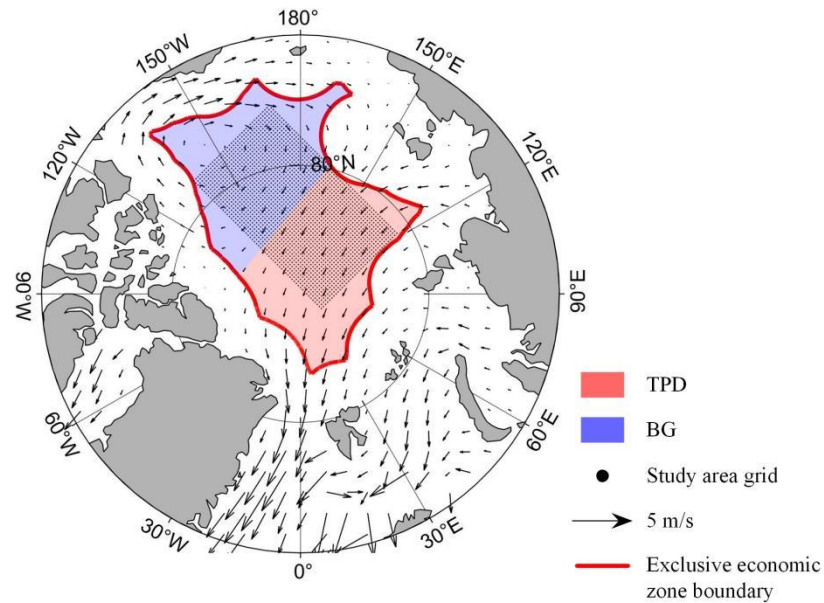 180°
150°W
150°E
120°W
80°N
120°E
90°W
90°E
60°W
60°E
30°W
30°E
0°
TPD
BG
Study area grid
5 m/s
Exclusive economic
zone boundary